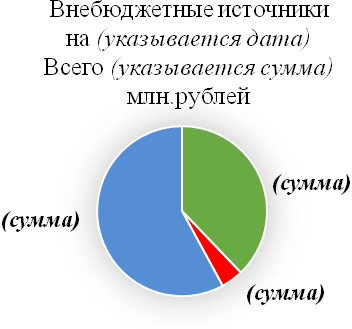 Внебюджетные источники
на (указывается дата)
Всего (указывается сумма)
млн.рублей
(сумма)
(сумма)
(сумма)